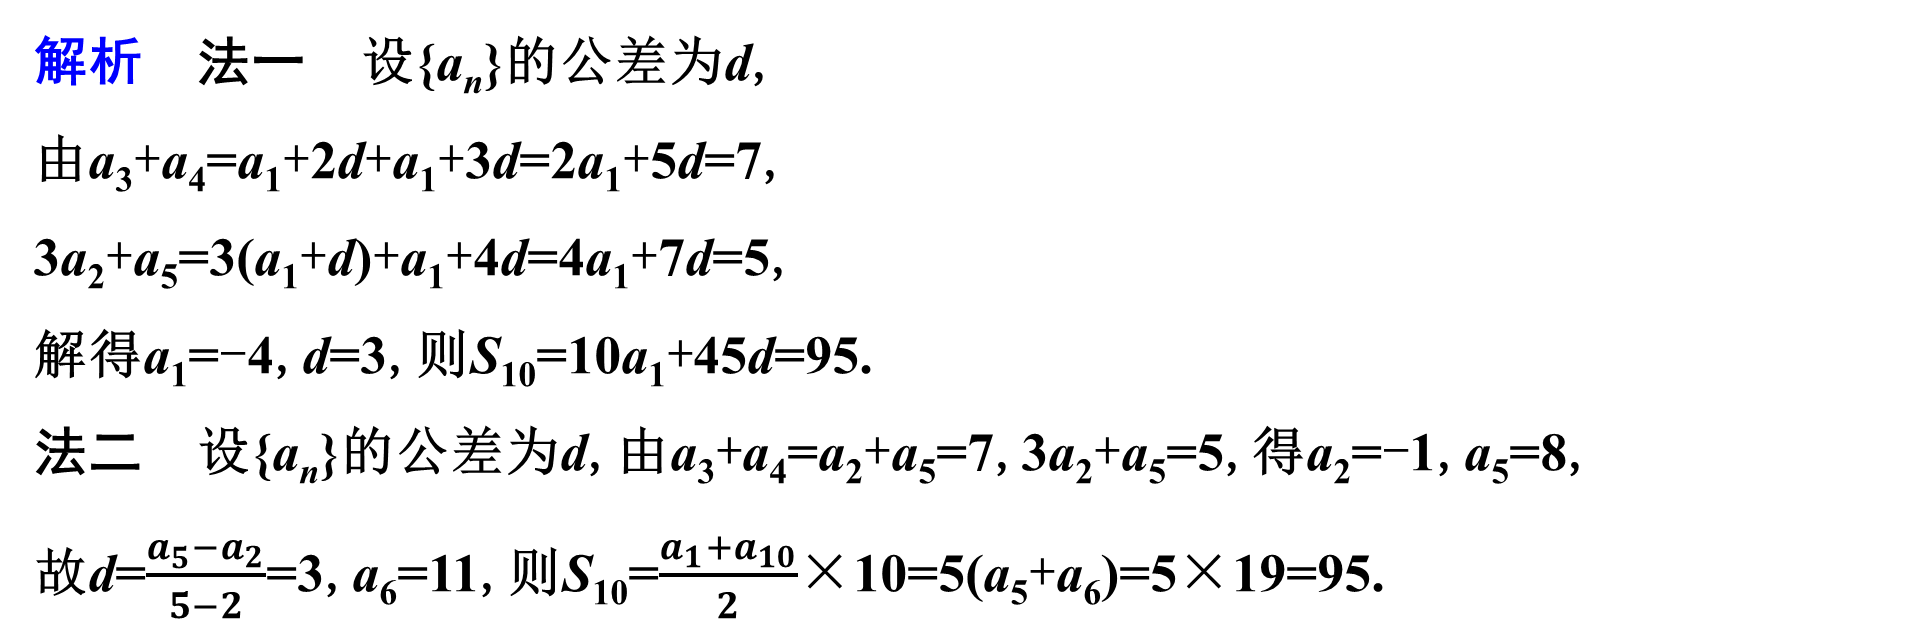 解析 法一 设{aₙ}的公差为d,
由a₃+a₄=a₁+2d+a₁+3d=2a₁+5d=7,
3a₂+a₅=3(a₁+d)+a₁+4d=4a₁+7d=5,
解得a₁=−4, d=3, 则S₁₀=10a₁+45d=95.
法二 设{aₙ}的公差为d, 由a₃+a₄=a₂+a₅=7, 3a₂+a₅=5, 得a₂=−1, a₅=8,
故d=\frac{a₅−a₂}{5−2}=3, a₆=11, 则S₁₀=\frac{a₁+a₁₀}{2}×10=5(a₅+a₆)=5×19=95.